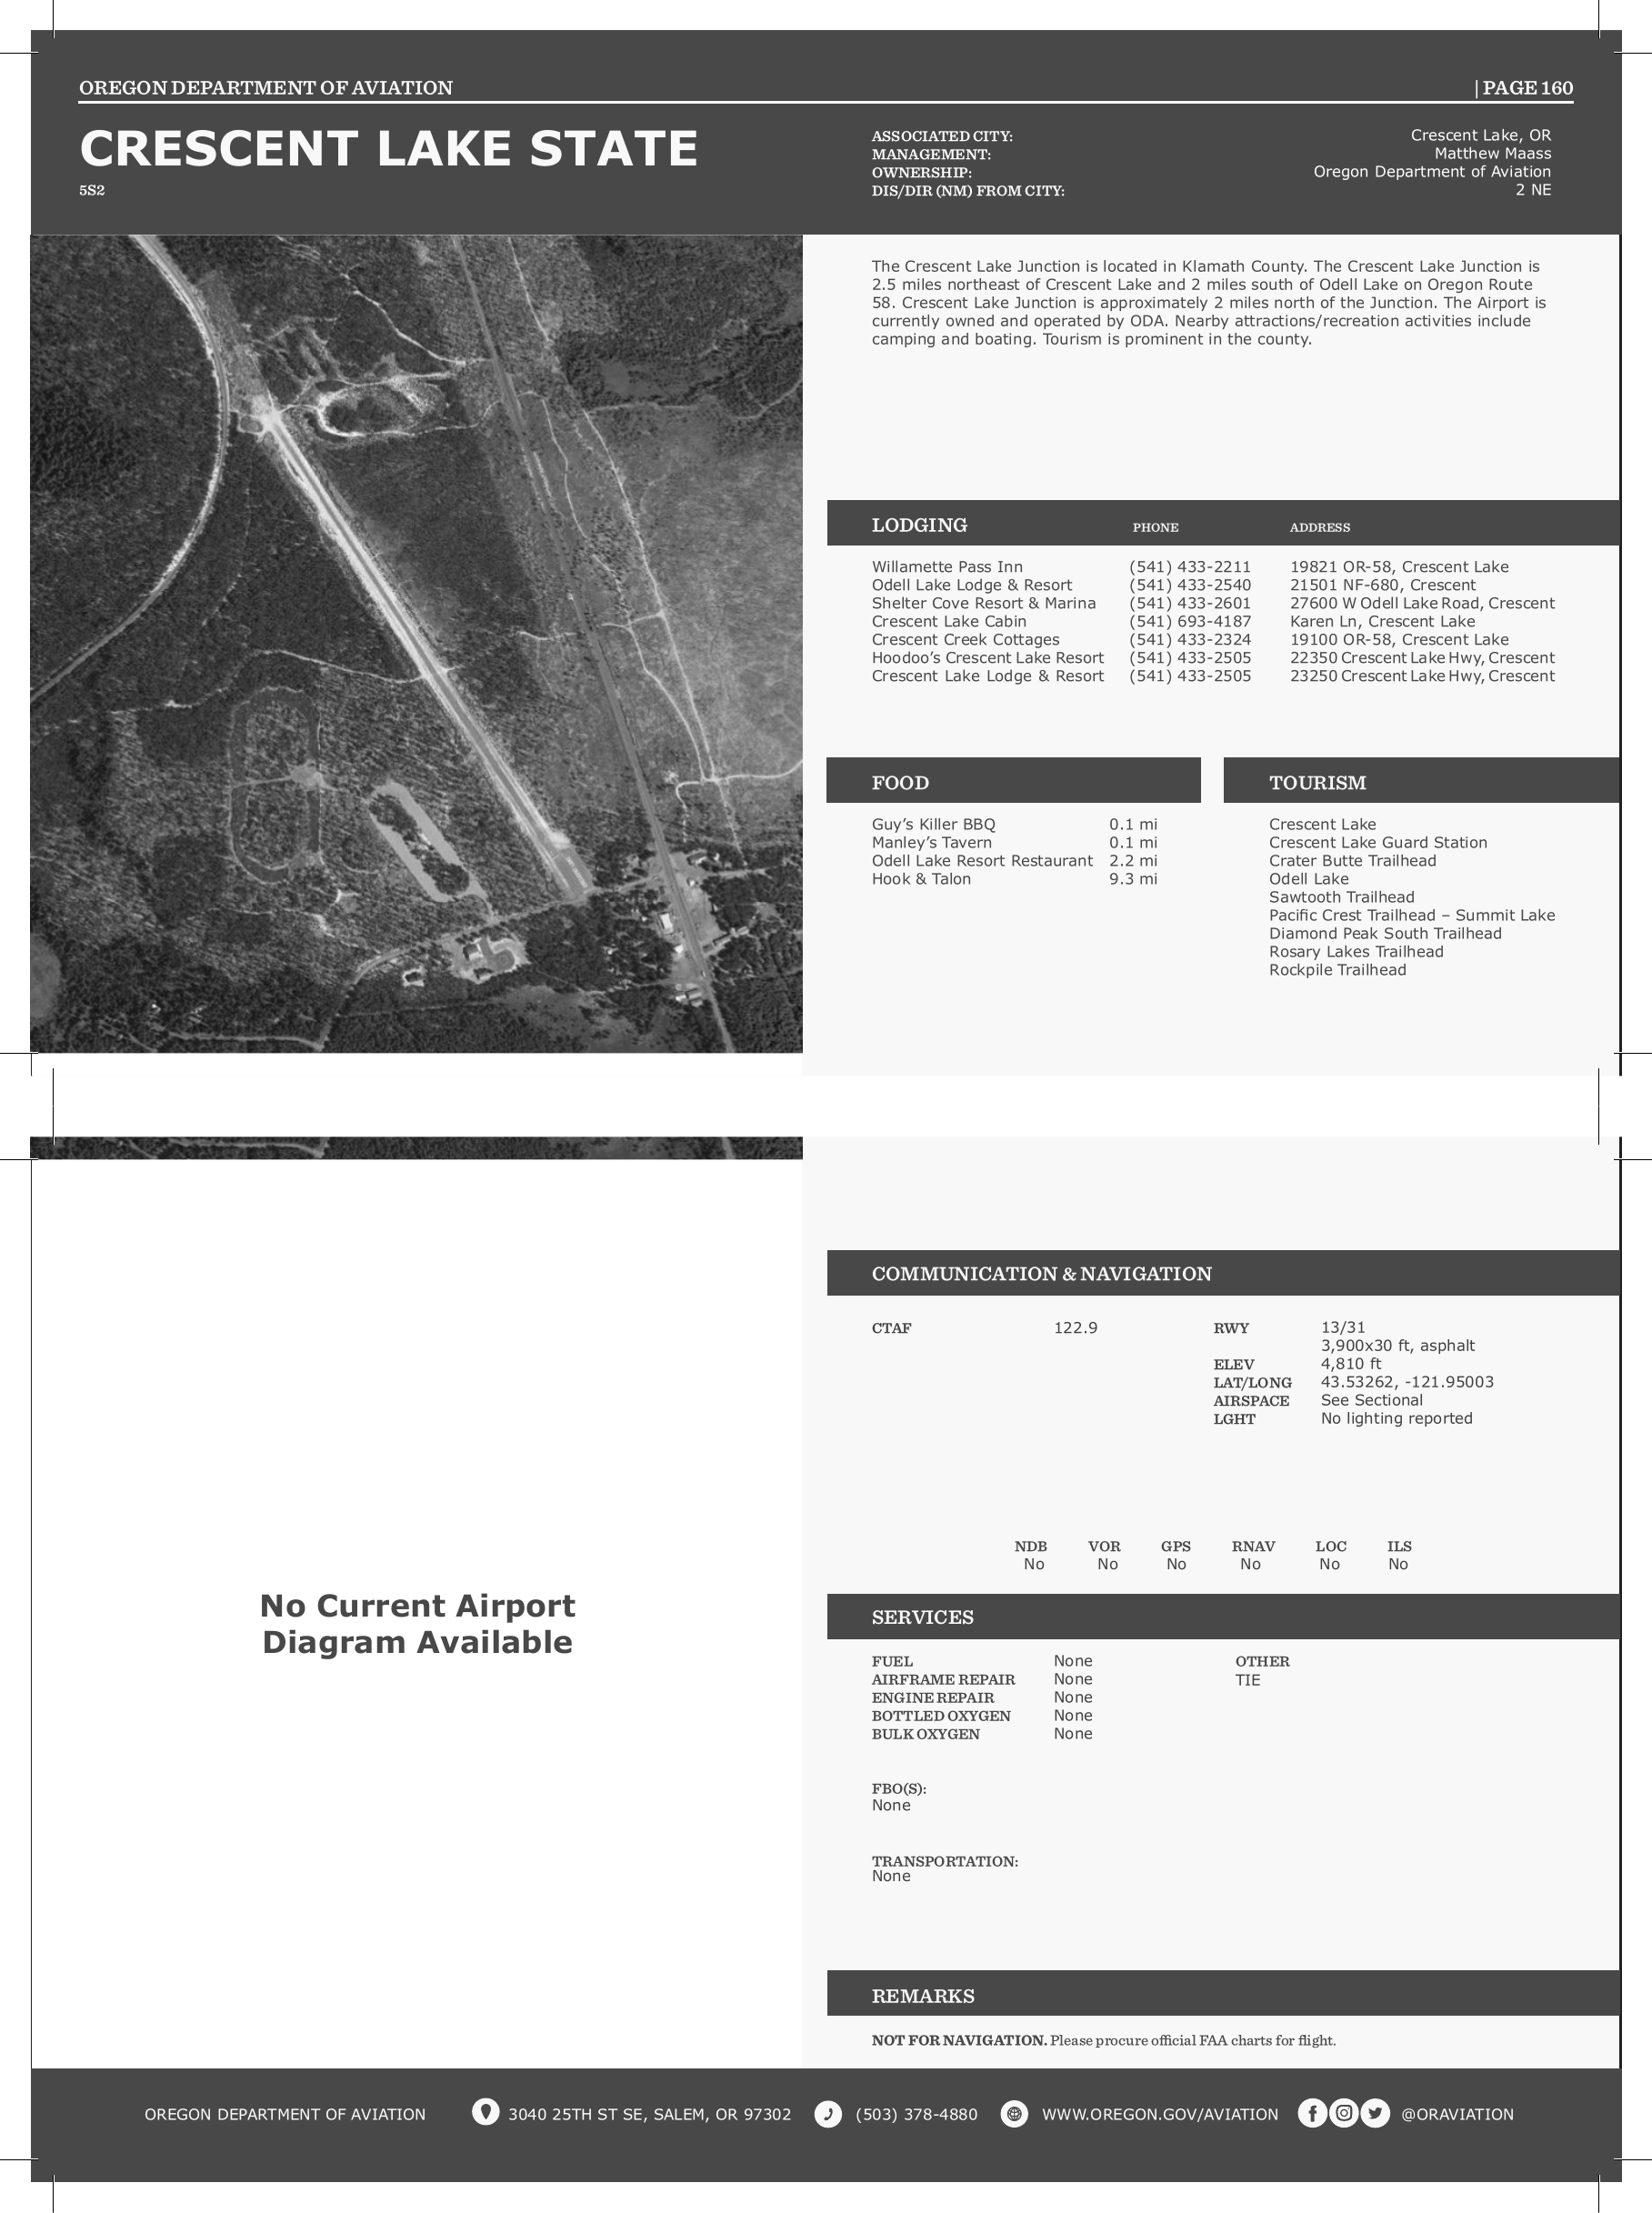 OREGON DEPARTMENT OF AVIATION
| PAGE 160
CRESCENT LAKE STATE
5S2
ASSOCIATED CITY: Crescent Lake, OR
MANAGEMENT: Matthew Maass
OWNERSHIP: Oregon Department of Aviation
DIS/DIR (NM) FROM CITY: 2 NE
The Crescent Lake Junction is located in Klamath County. The Crescent Lake Junction is
2.5 miles northeast of Crescent Lake and 2 miles south of Odell Lake on Oregon Route
58. Crescent Lake Junction is approximately 2 miles north of the Junction. The Airport is
currently owned and operated by ODA. Nearby attractions/recreation activities include
camping and boating. Tourism is prominent in the county.
LODGING PHONE ADDRESS
Willamette Pass Inn (541) 433-2211 19821 OR-58, Crescent Lake
Odell Lake Lodge & Resort (541) 433-2540 21501 NF-680, Crescent
Shelter Cove Resort & Marina (541) 433-2601 27600 W Odell Lake Road, Crescent
Crescent Lake Cabin (541) 693-4187 Karen Ln, Crescent Lake
Crescent Creek Cottages (541) 433-2324 19100 OR-58, Crescent Lake
Hoodoo's Crescent Lake Resort (541) 433-2505 22350 Crescent Lake Hwy, Crescent
Crescent Lake Lodge & Resort (541) 433-2505 23250 Crescent Lake Hwy, Crescent
FOOD
Guy's Killer BBQ 0.1 mi
Manley's Tavern 0.1 mi
Odell Lake Resort Restaurant 2.2 mi
Hook & Talon 9.3 mi
TOURISM
Crescent Lake
Crescent Lake Guard Station
Crater Butte Trailhead
Odell Lake
Sawtooth Trailhead
Pacific Crest Trailhead – Summit Lake
Diamond Peak South Trailhead
Rosary Lakes Trailhead
Rockpile Trailhead
No Current Airport
Diagram Available
COMMUNICATION & NAVIGATION
CTAF 122.9
RWY 13/31
3,900x30 ft, asphalt
ELEV 4,810 ft
LAT/LONG 43.53262, -121.95003
AIRSPACE See Sectional
LGHT No lighting reported
NDB VOR GPS RNAV LOC ILS
No No No No No No
SERVICES
FUEL None
AIRFRAME REPAIR None
ENGINE REPAIR None
BOTTLED OXYGEN None
BULK OXYGEN None
OTHER
TIE
FBO(S):
None
TRANSPORTATION:
None
REMARKS
NOT FOR NAVIGATION. Please procure official FAA charts for flight.
OREGON DEPARTMENT OF AVIATION 3040 25TH ST SE, SALEM, OR 97302 (503) 378-4880 WWW.OREGON.GOV/AVIATION @ORAVIATION